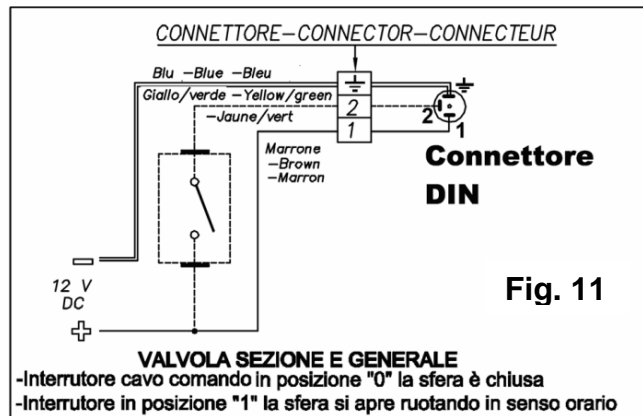 CONNETTORE-CONNECTOR-CONNECTEUR
Blu -Blue -Bleu
Giallo/verde -Yellow/green
-Jaune/vert
2
1
2
1
Marrone
-Brown
-Marron
Connettore
DIN
12 V
DC
Fig. 11
VALVOLA SEZIONE E GENERALE
-Interrutore cavo comando in posizione "0" la sfera è chiusa
-Interrutore in posizione "1" la sfera si apre ruotando in senso orario